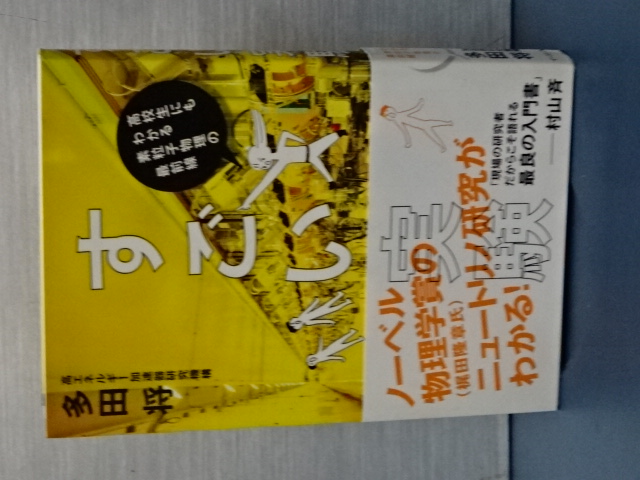 高校生にも
わかる
素粒子物理の
最前線
すごい
実験
高エネルギー加速器研究機構
多田 将
「現場の研究者
だからこそ語れる
最良の入門書」
──村山 斉
ノーベル
物理学賞の
(梶田隆章氏)
ニュートリノ研究が
わかる!